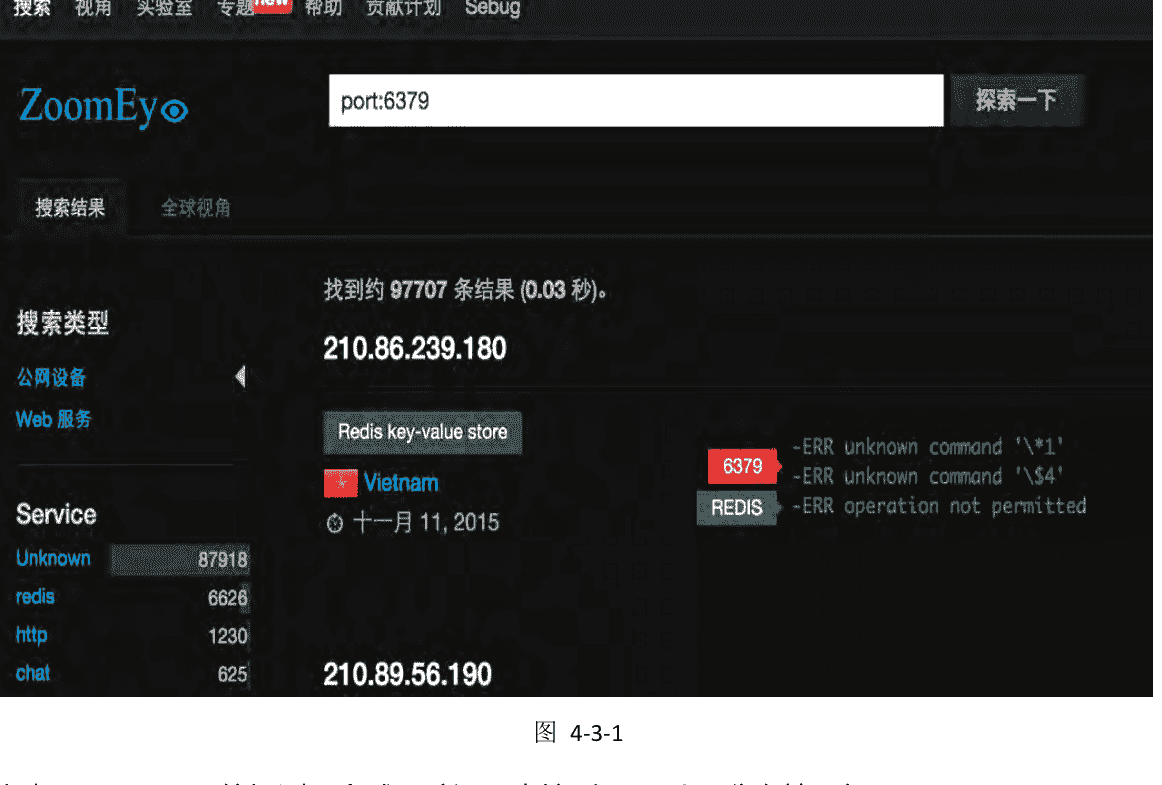 搜索 视角 实验室 专题 new 帮助 贡献计划 Sebug
ZoomEye
port:6379
探索一下
搜索结果 全球视角
找到约 97707 条结果 (0.03 秒)。
搜索类型
公网设备
Web 服务
Service
Unknown 87918
redis 6626
http 1230
chat 625
210.86.239.180
Redis key-value store
Vietnam
十一月 11, 2015
6379
REDIS
-ERR unknown command '\*1'
-ERR unknown command '\$4'
-ERR operation not permitted
210.89.56.190
图 4-3-1